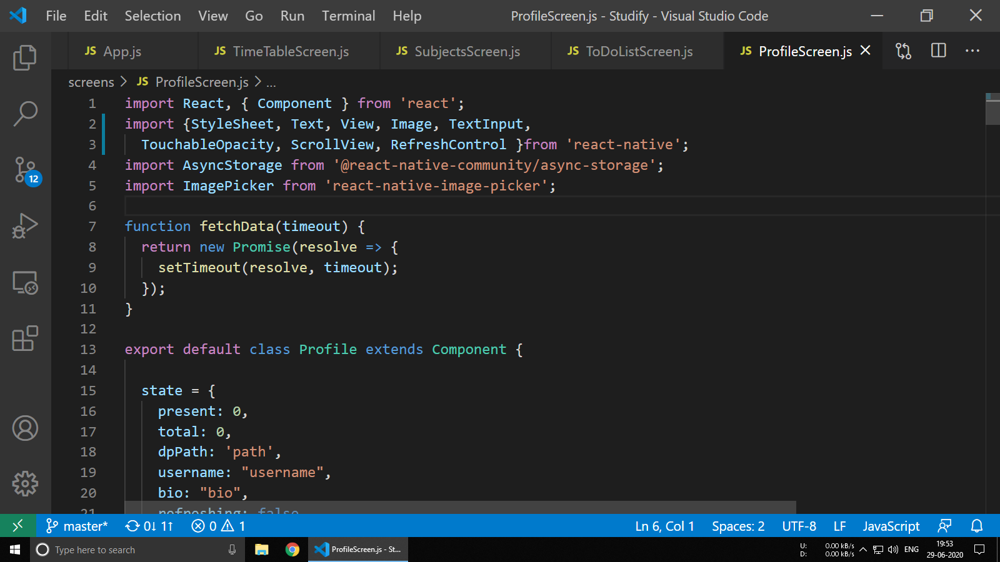 File Edit Selection View Go Run Terminal Help ProfileScreen.js - Studify - Visual Studio Code
JS App.js JS TimeTableScreen.js JS SubjectsScreen.js JS ToDoListScreen.js JS ProfileScreen.js
screens > JS ProfileScreen.js > ...
1 import React, { Component } from 'react';
2 import {StyleSheet, Text, View, Image, TextInput,
3 TouchableOpacity, ScrollView, RefreshControl }from 'react-native';
4 import AsyncStorage from '@react-native-community/async-storage';
5 import ImagePicker from 'react-native-image-picker';
6
7 function fetchData(timeout) {
8 return new Promise(resolve => {
9 setTimeout(resolve, timeout);
10 });
11 }
12
13 export default class Profile extends Component {
14
15 state = {
16 present: 0,
17 total: 0,
18 dpPath: 'path',
19 username: "username",
20 bio: "bio",
21 refreshing: false
12
master* 0↓ 1↑ 0 1 Ln 6, Col 1 Spaces: 2 UTF-8 LF JavaScript
Type here to search ProfileScreen.js - St... U: 0.00 kB/s D: 0.00 kB/s ENG 19:53 29-06-2020